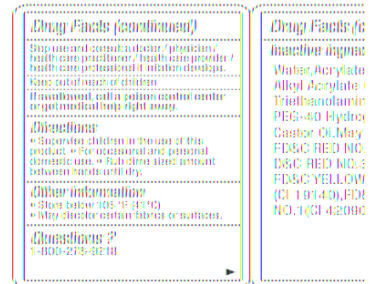 Drug Facts (continued)
Stop use and consult a doctor / physician /
health care practitioner / health care provider /
health care professional if irritation develops.
Keep out of reach of children.
If swallowed, call a poison control center
or get medical help right away.
Directions
• Supervise children in the use of this
product. • For occasional and personal
domestic use. • Rub dime sized amount
between hands until dry.
Other information
• Store below 105 °F (41°C)
• May discolor certain fabrics or surfaces.
Questions ?
Drug Facts (c
Inactive ingred
Water, Acrylate
Alkyl Acrylate
Triethanolamin
PEG-40 Hydrog
Castor Oil. May
FD&C RED NO.
D&C RED NO.3
FD&C YELLOW
(CI 19140), FD&
NO.1(CI 42090